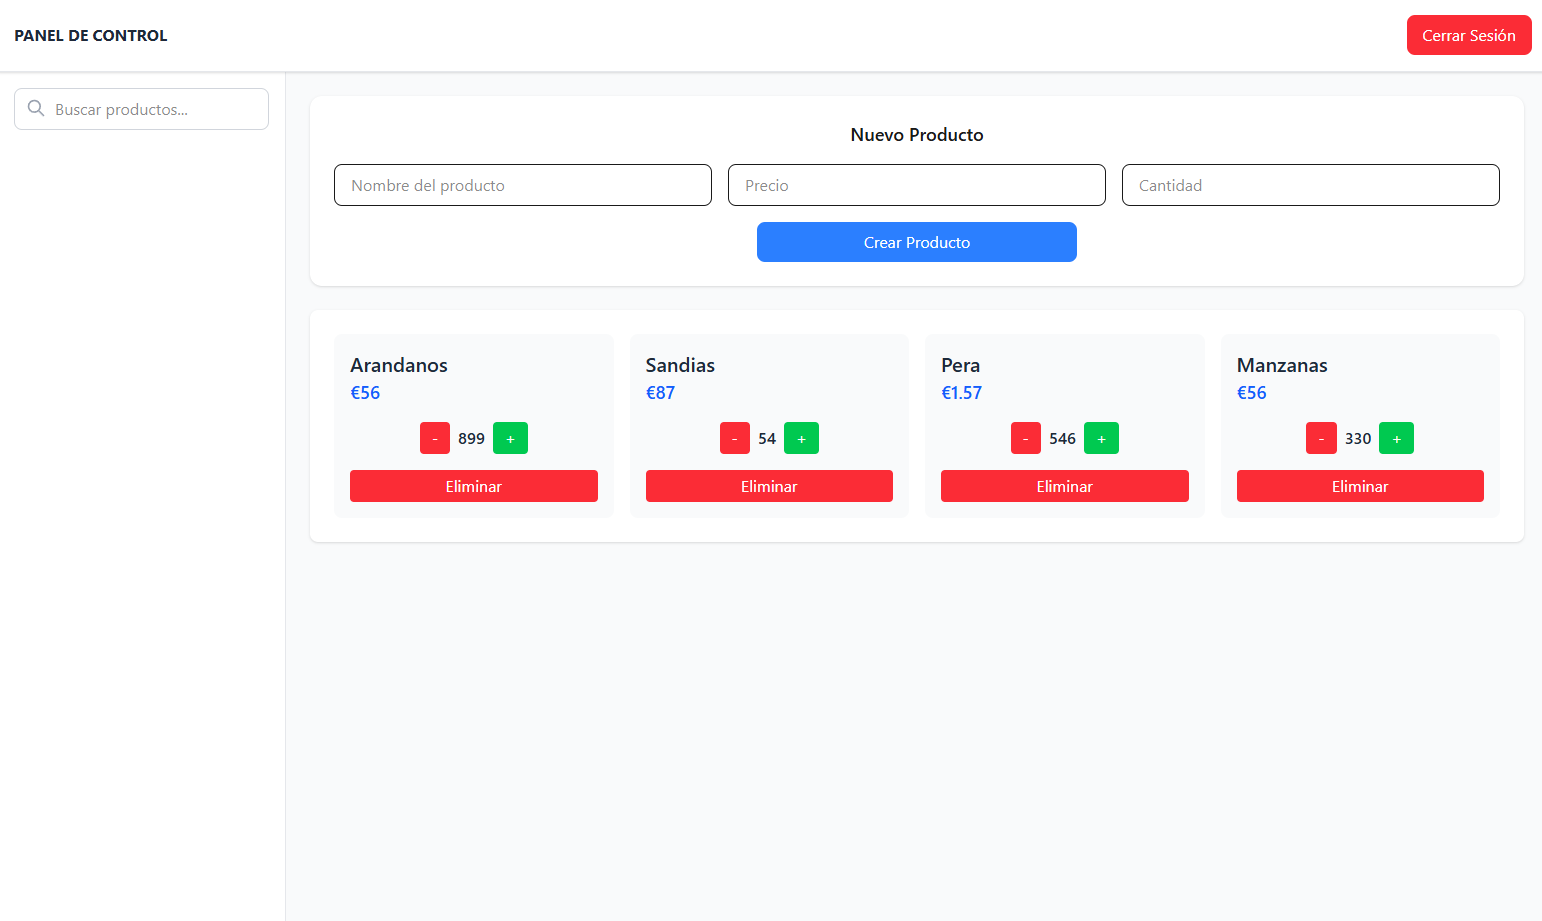 PANEL DE CONTROL
Cerrar Sesión
Buscar productos...
Nuevo Producto
Nombre del producto
Precio
Cantidad
Crear Producto
Arandanos
€56
- 899 +
Eliminar
Sandias
€87
- 54 +
Eliminar
Pera
€1.57
- 546 +
Eliminar
Manzanas
€56
- 330 +
Eliminar